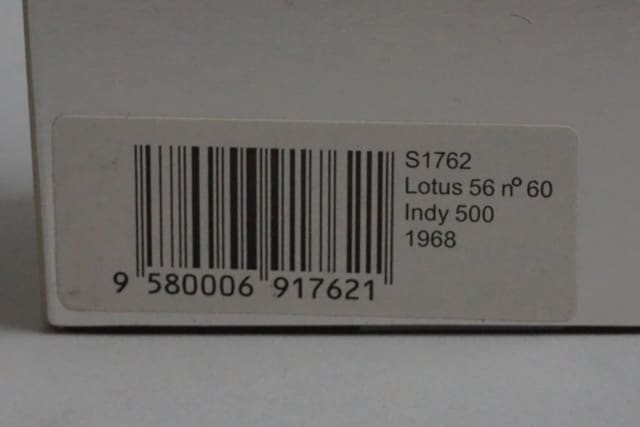 S1762
Lotus 56 nº 60
Indy 500
1968
9 580006 917621